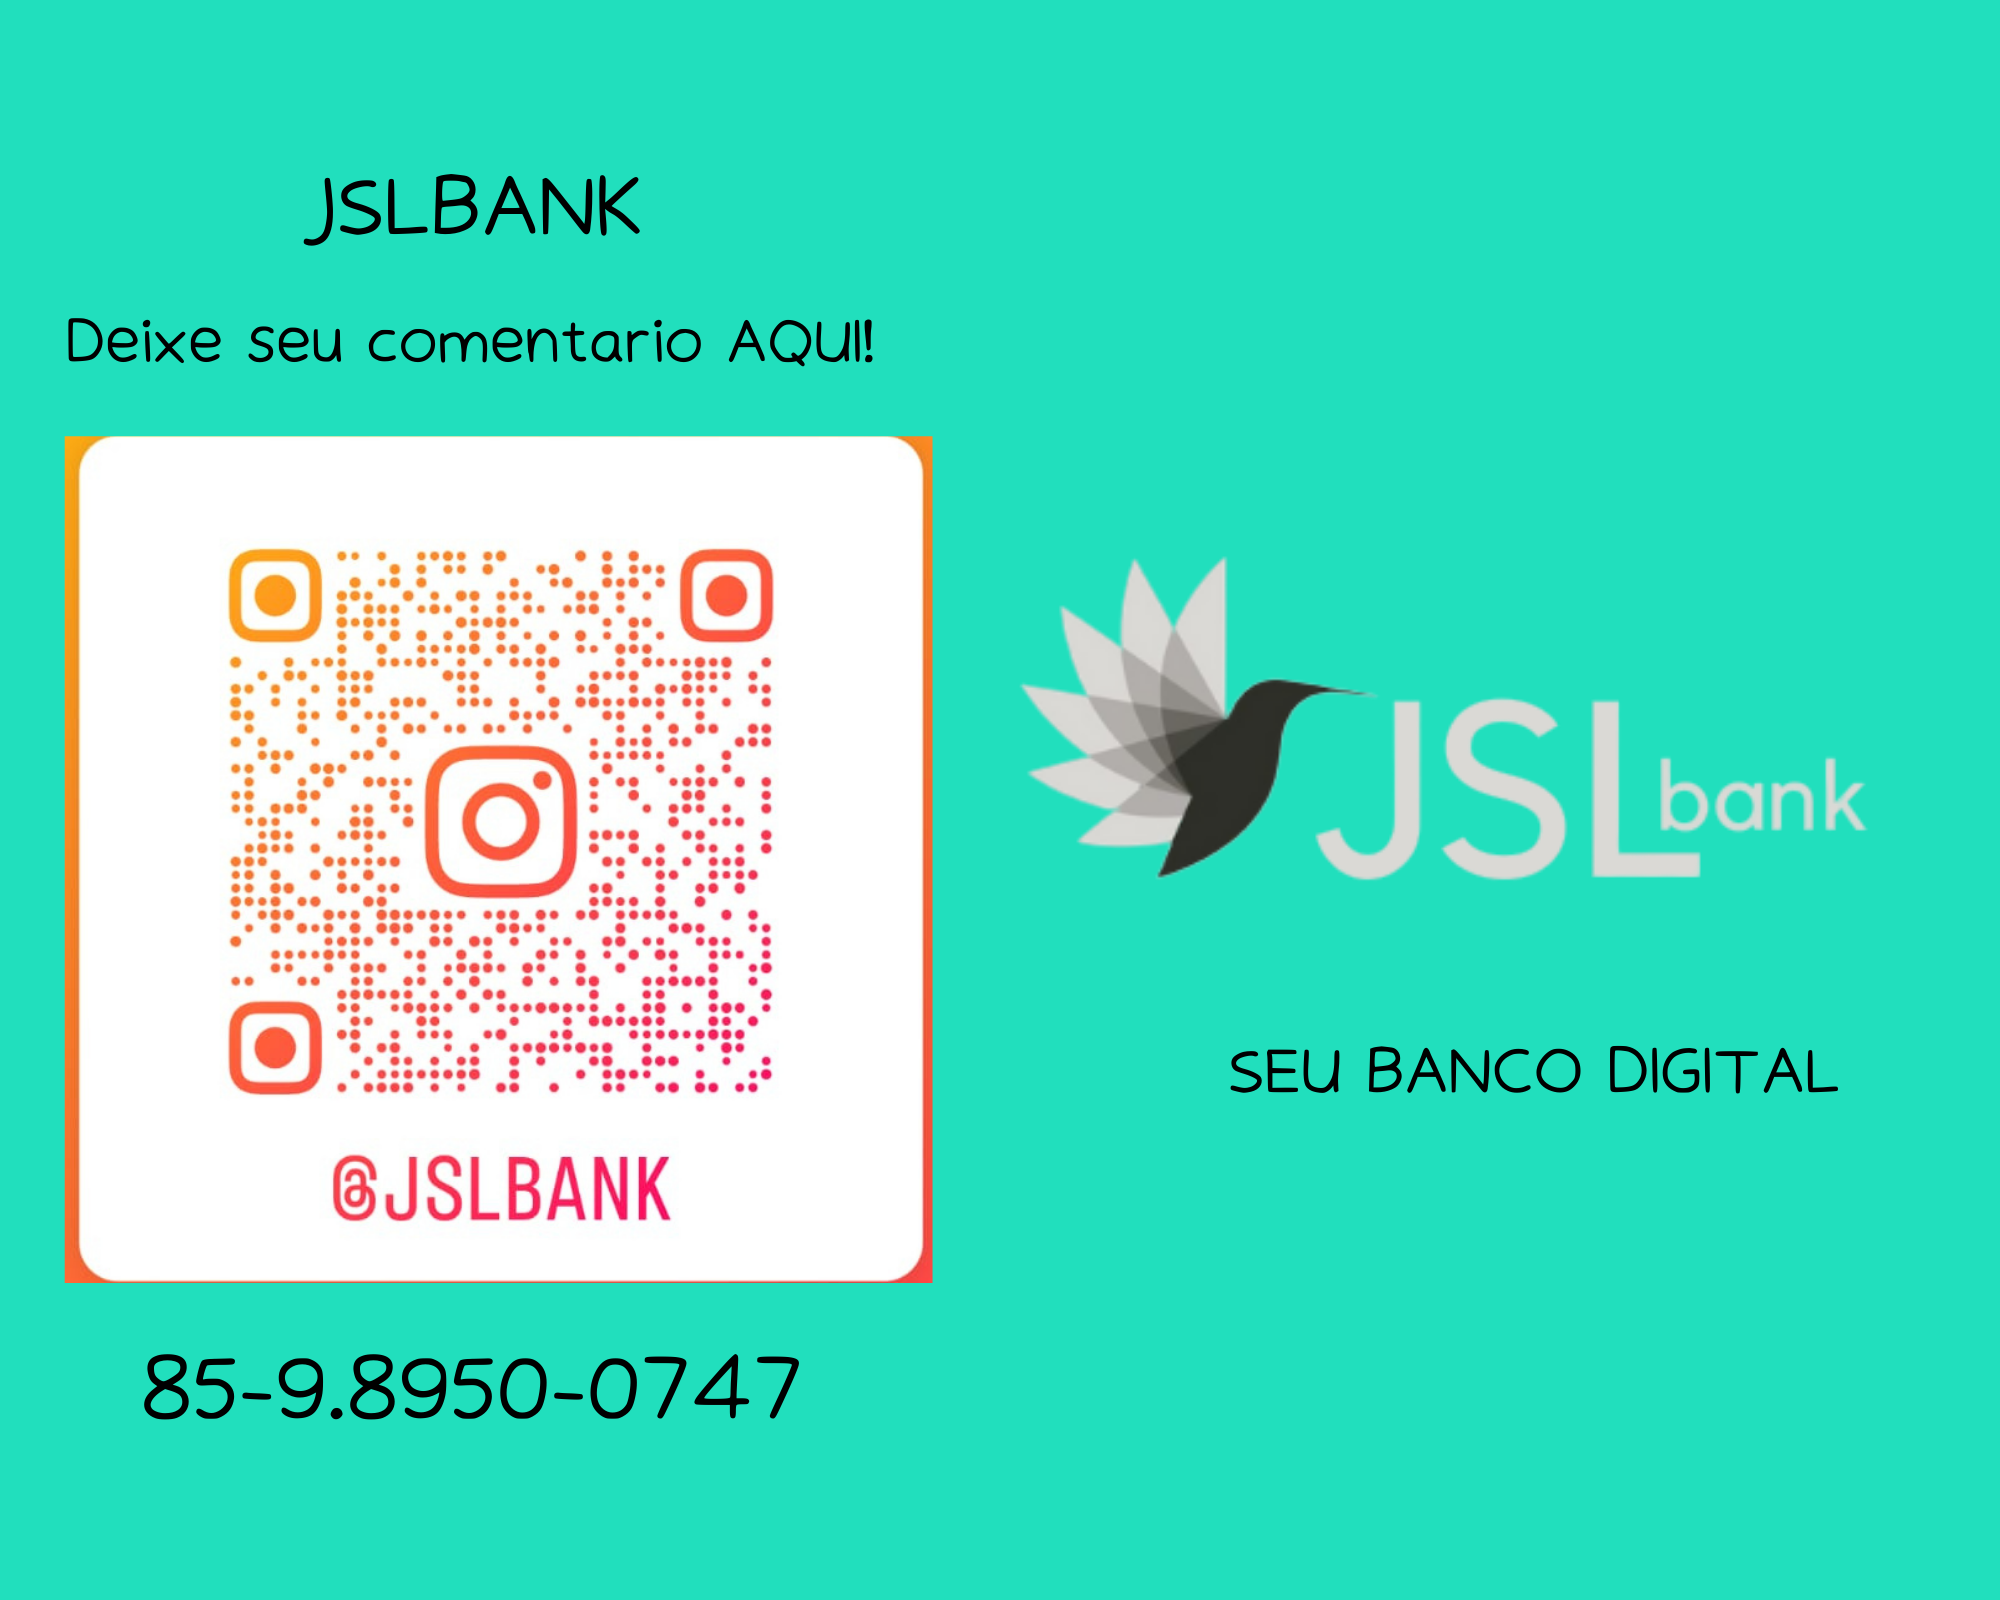 JSLBANK
Deixe seu comentario AQUI!
@JSLBANK
85-9.8950-0747
JSL bank
SEU BANCO DIGITAL